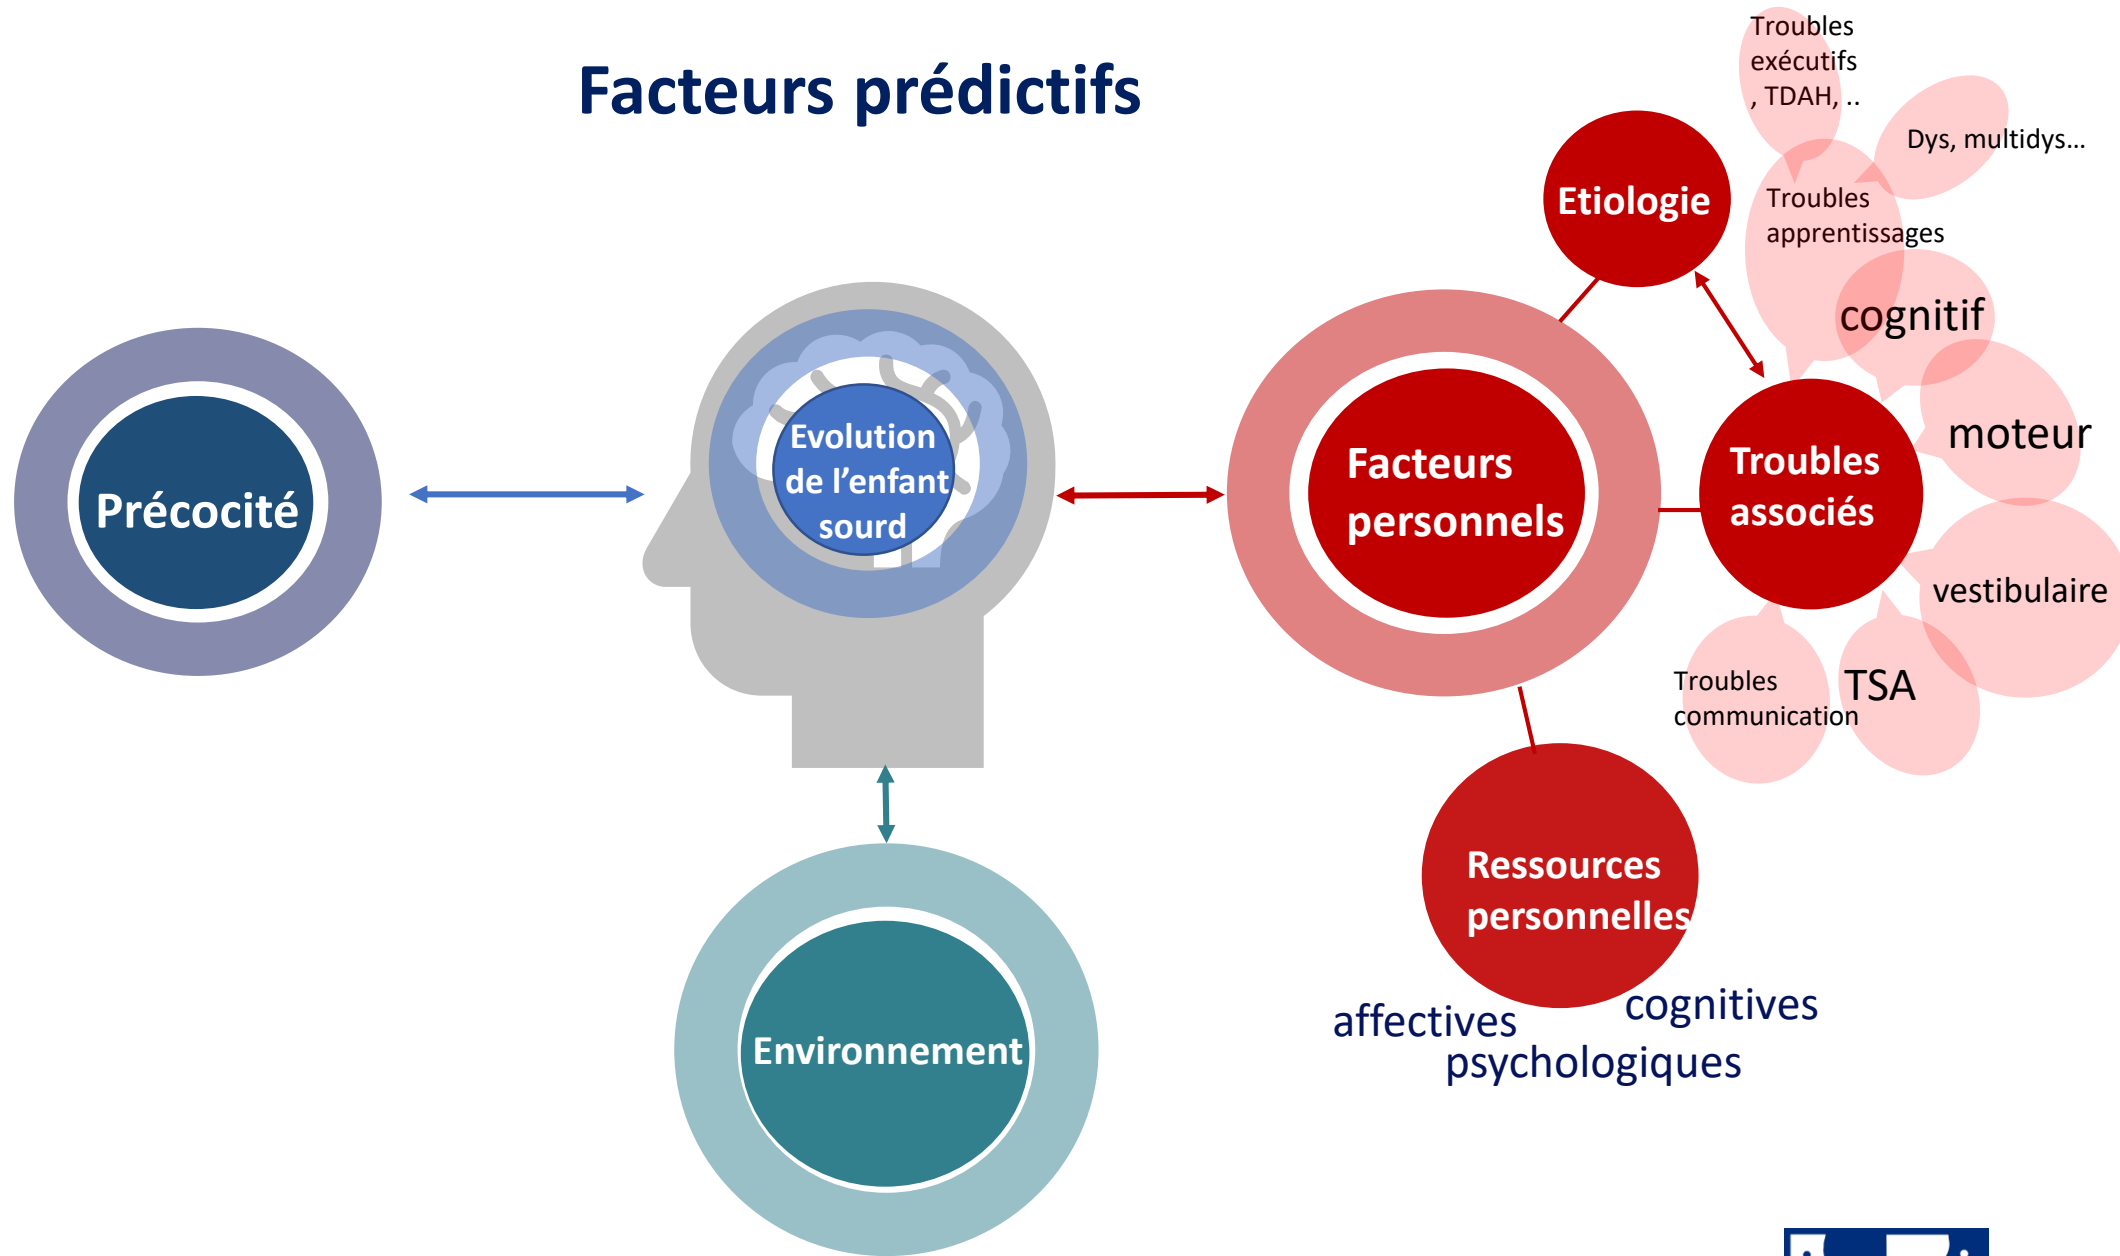 Facteurs prédictifs
Troubles
exécutifs
, TDAH, ..
Dys, multidys...
Etiologie
Troubles
apprentissages
cognitif
moteur
Précocité
Evolution
de l'enfant
sourd
Facteurs
personnels
Troubles
associés
vestibulaire
Troubles
communication
TSA
Ressources
personnelles
affectives
cognitives
psychologiques
Environnement